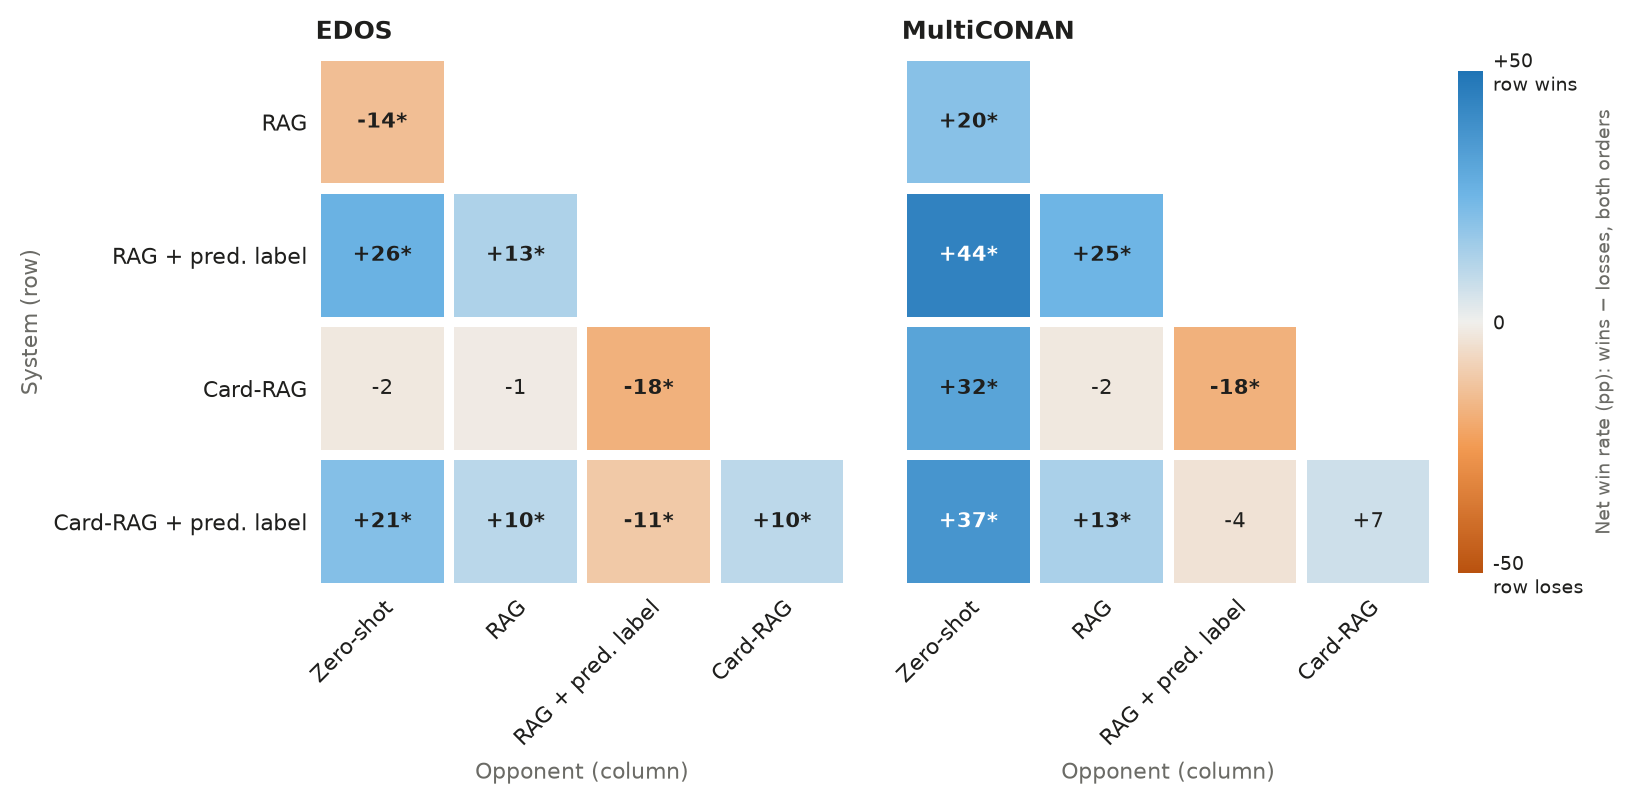 EDOS
MultiCONAN
System (row)
RAG
-14*
+20*
RAG + pred. label
+26*
+13*
+44*
+25*
Card-RAG
-2
-1
-18*
+32*
-2
-18*
Card-RAG + pred. label
+21*
+10*
-11*
+10*
+37*
+13*
-4
+7
Zero-shot
RAG
RAG + pred. label
Card-RAG
Zero-shot
RAG
RAG + pred. label
Card-RAG
Opponent (column)
Opponent (column)
+50
row wins
0
-50
row loses
Net win rate (pp): wins − losses, both orders